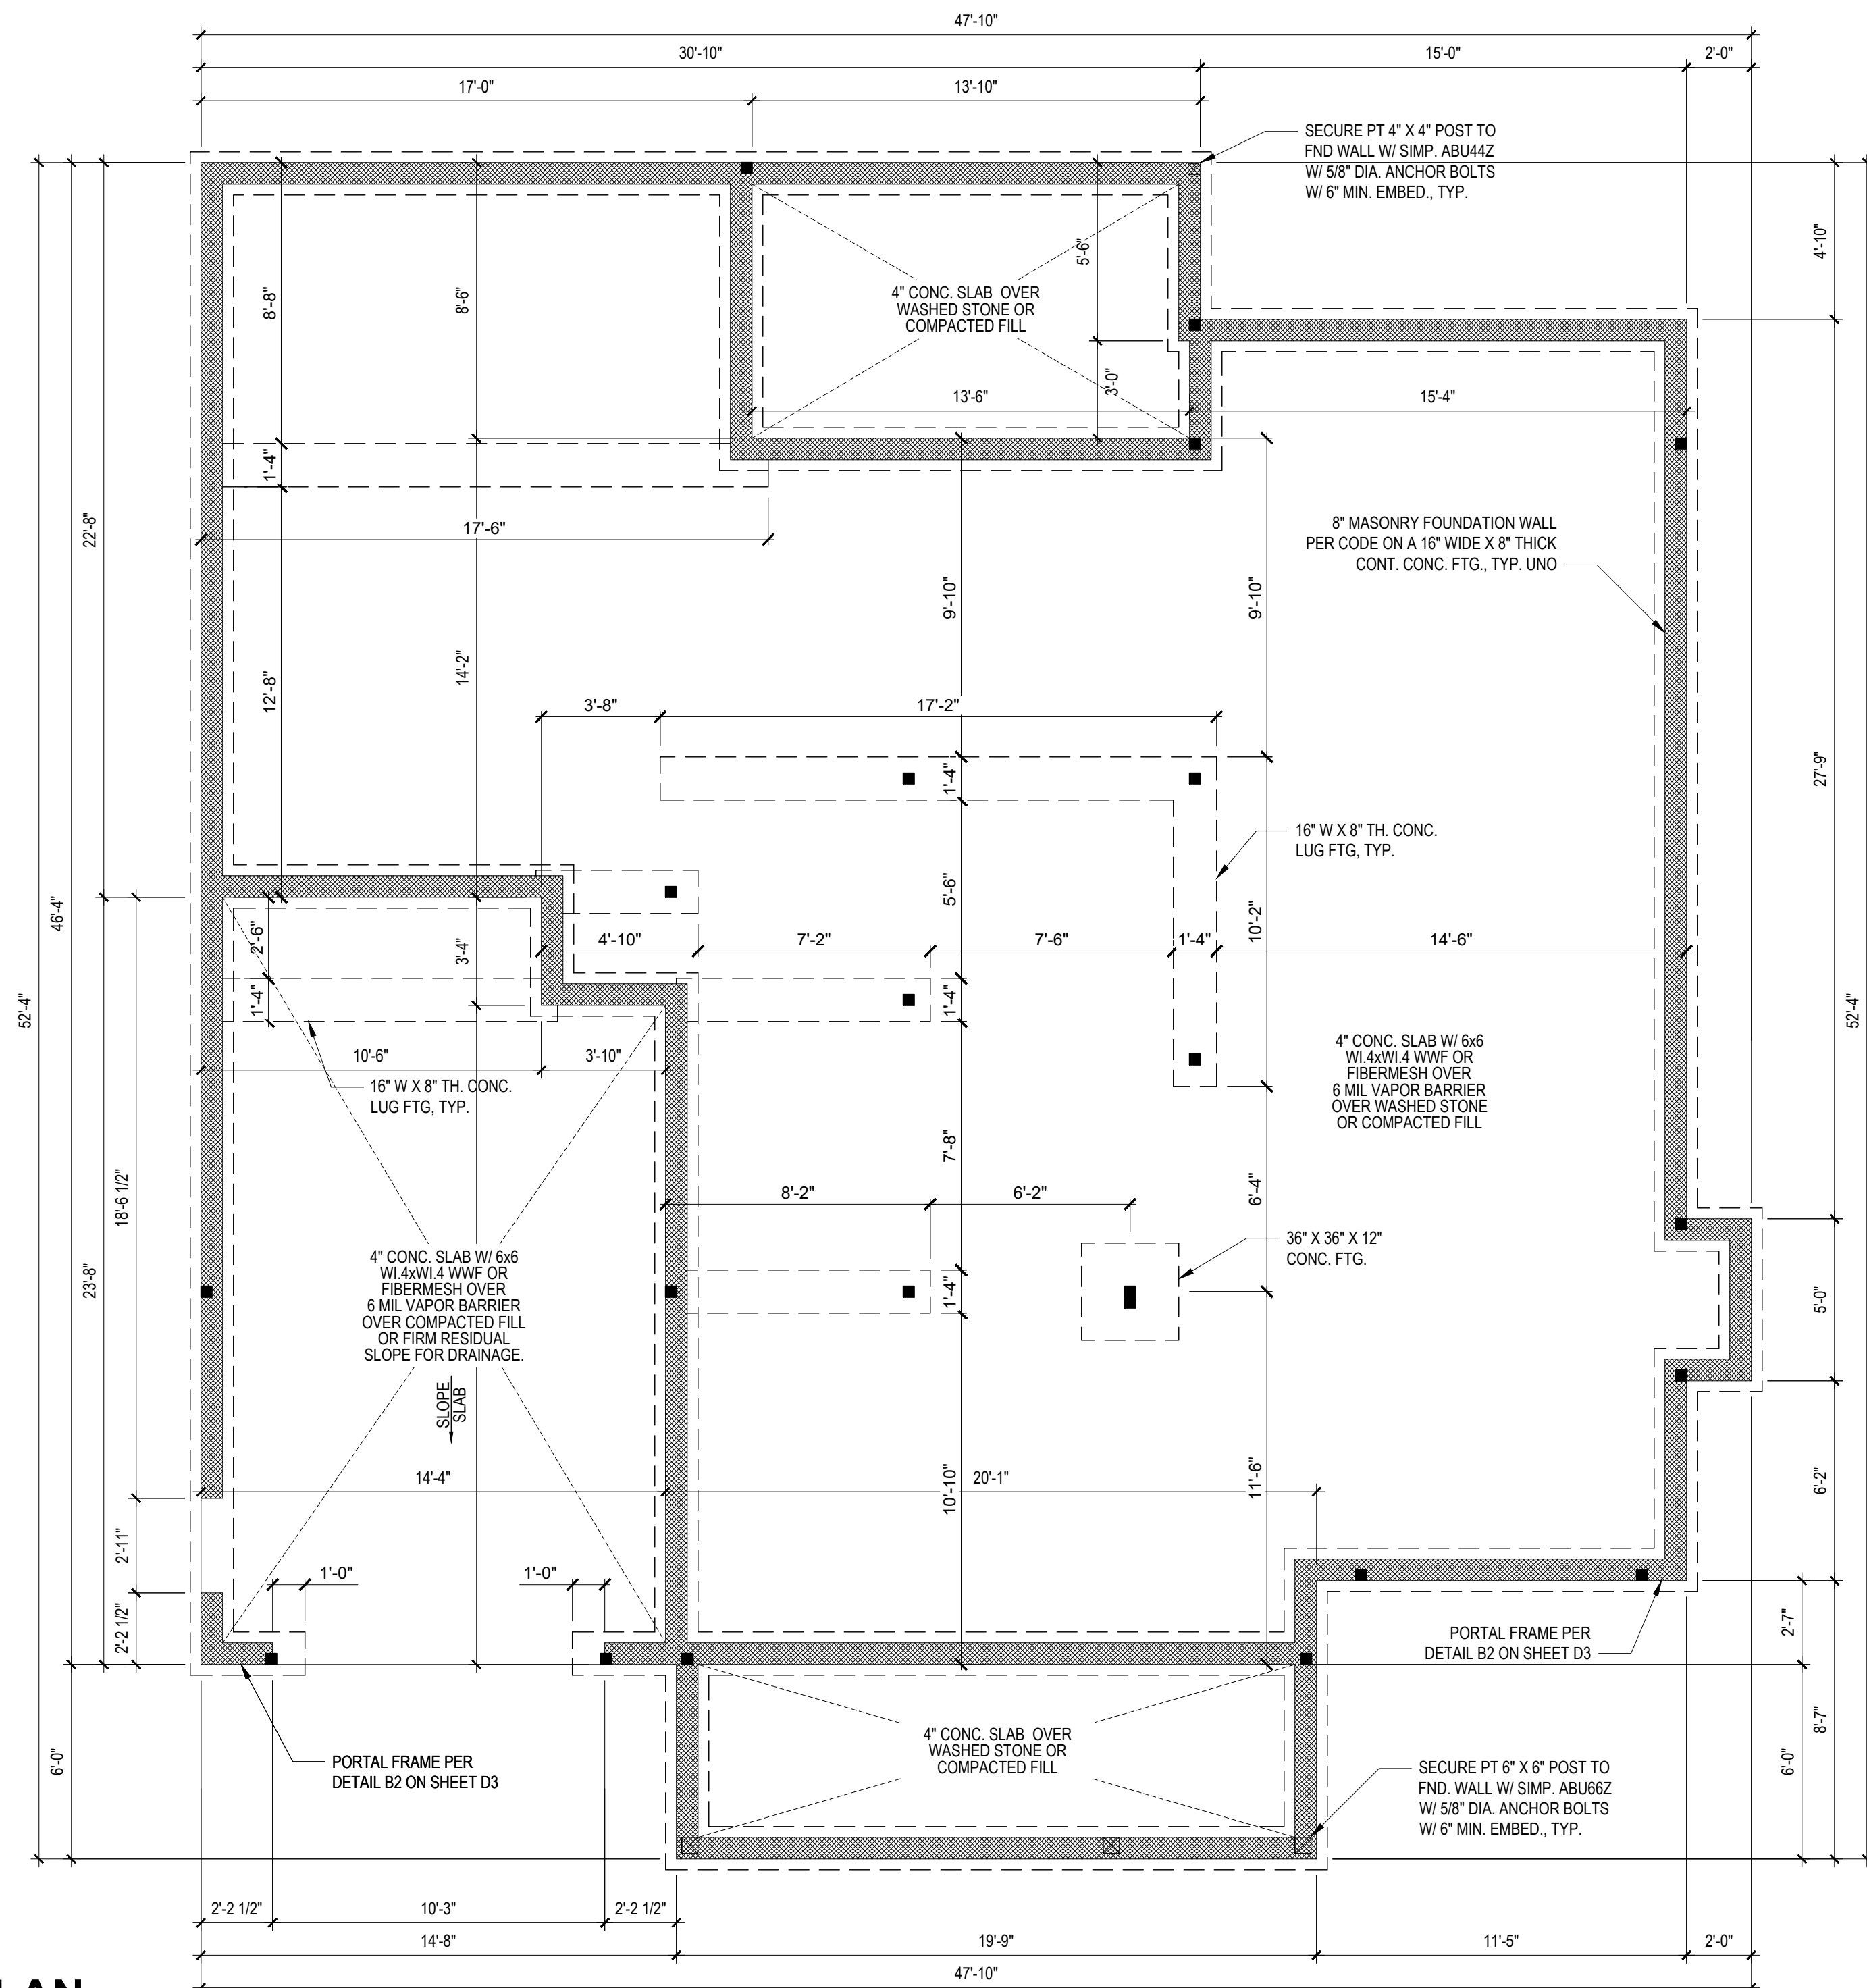 47'-10"
30'-10"
15'-0"
2'-0"
17'-0"
13'-10"
SECURE PT 4" X 4" POST TO
FND WALL W/ SIMP. ABU44Z
W/ 5/8" DIA. ANCHOR BOLTS
W/ 6" MIN. EMBED., TYP.
4'-10"
5'-6"
8'-8"
8'-6"
4" CONC. SLAB OVER
WASHED STONE OR
COMPACTED FILL
3'-0"
13'-6"
15'-4"
1'-4"
22'-8"
17'-6"
8" MASONRY FOUNDATION WALL
PER CODE ON A 16" WIDE X 8" THICK
CONT. CONC. FTG., TYP. UNO
9'-10"
9'-10"
12'-8"
14'-2"
3'-8"
17'-2"
27'-9"
1'-4"
16" W X 8" TH. CONC.
LUG FTG, TYP.
46'-4"
5'-6"
10'-2"
2'-6"
3'-4"
4'-10"
7'-2"
7'-6"
1'-4"
14'-6"
1'-4"
1'-4"
52'-4"
52'-4"
10'-6"
3'-10"
16" W X 8" TH. CONC.
LUG FTG, TYP.
4" CONC. SLAB W/ 6x6
WI.4xWI.4 WWF OR
FIBERMESH OVER
6 MIL VAPOR BARRIER
OVER WASHED STONE
OR COMPACTED FILL
7'-8"
18'-6 1/2"
8'-2"
6'-2"
6'-4"
23'-8"
36" X 36" X 12"
CONC. FTG.
4" CONC. SLAB W/ 6x6
WI.4xWI.4 WWF OR
FIBERMESH OVER
6 MIL VAPOR BARRIER
OVER COMPACTED FILL
OR FIRM RESIDUAL
SLOPE FOR DRAINAGE.
1'-4"
5'-0"
SLOPE
SLAB
14'-4"
20'-1"
10'-10"
11'-6"
6'-2"
2'-11"
1'-0"
1'-0"
2'-2 1/2"
2'-7"
PORTAL FRAME PER
DETAIL B2 ON SHEET D3
8'-7"
6'-0"
6'-0"
PORTAL FRAME PER
DETAIL B2 ON SHEET D3
4" CONC. SLAB OVER
WASHED STONE OR
COMPACTED FILL
SECURE PT 6" X 6" POST TO
FND. WALL W/ SIMP. ABU66Z
W/ 5/8" DIA. ANCHOR BOLTS
W/ 6" MIN. EMBED., TYP.
2'-2 1/2"
10'-3"
2'-2 1/2"
14'-8"
19'-9"
11'-5"
2'-0"
47'-10"